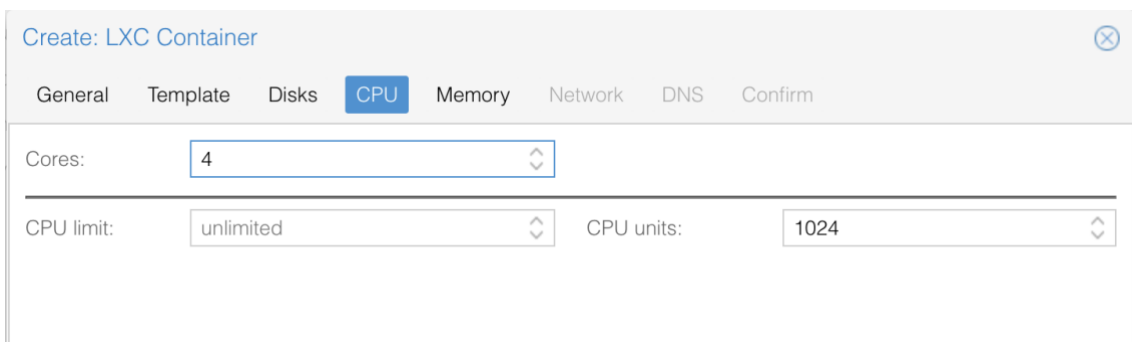 Create: LXC Container
General Template Disks CPU Memory Network DNS Confirm
Cores: 4
CPU limit: unlimited CPU units: 1024